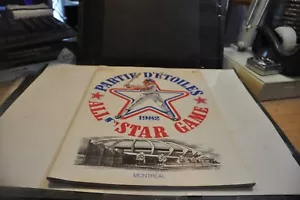 PARTIE D'ETOILES
1982
ALL STAR GAME
MONTREAL